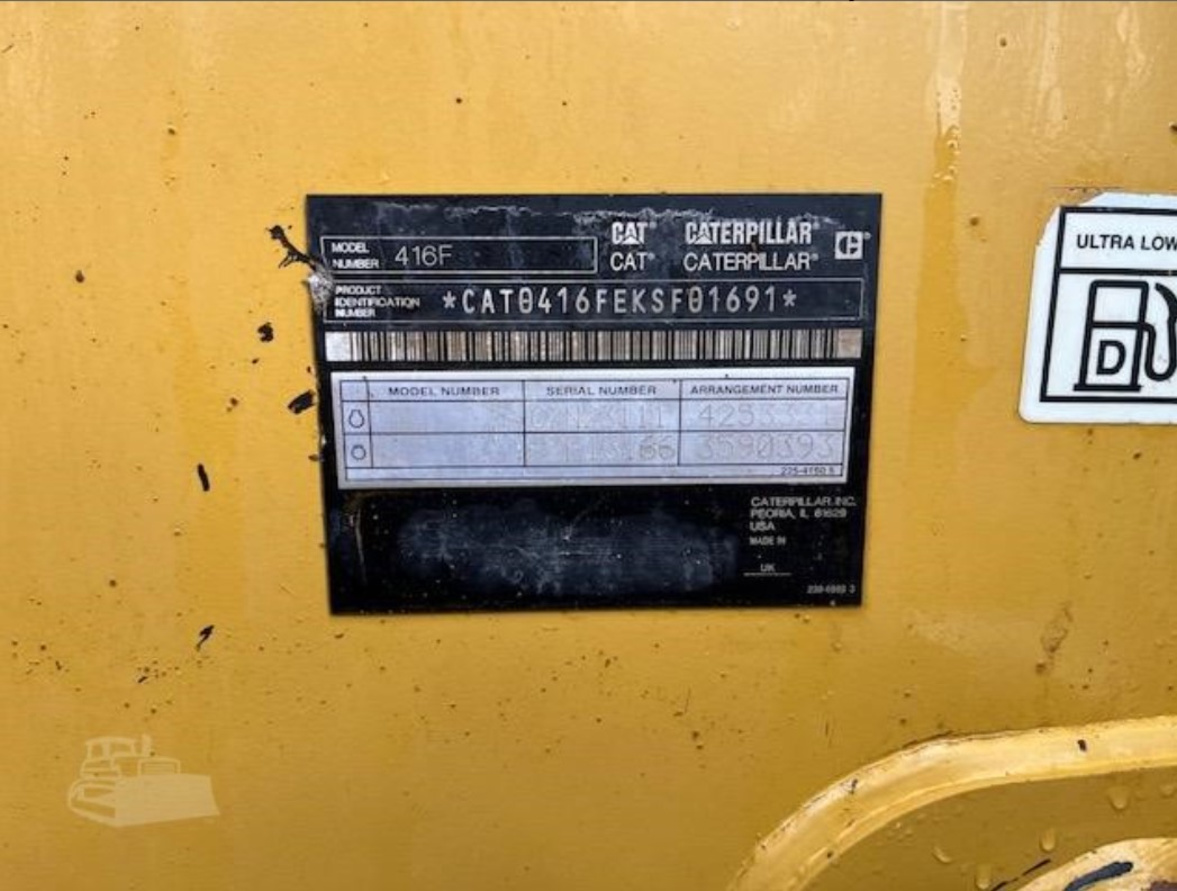 CAT CATERPILLAR
MODEL NUMBER 416F
CAT® CATERPILLAR®
PRODUCT IDENTIFICATION NUMBER *CAT0416FEKSF01691*
MODEL NUMBER SERIAL NUMBER ARRANGEMENT NUMBER
3590393
CATERPILLAR INC.
PEORIA, IL 61629
USA
MADE IN
UK
ULTRA LOW
D